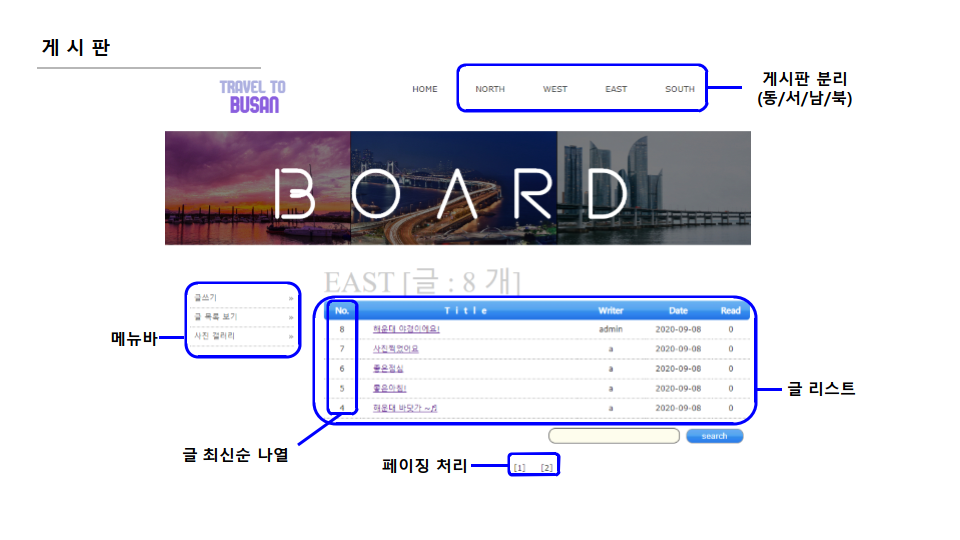 게 시 판
TRAVEL TO
BUSAN
HOME NORTH WEST EAST SOUTH
게시판 분리
(동/서/남/북)
BOARD
EAST [글 : 8 개]
글쓰기 »
글 목록 보기 »
사진 갤러리 »
메뉴바
No. Title Writer Date Read
8 해운대 야경이에요! admin 2020-09-08 0
7 사진찍었어요 a 2020-09-08 0
6 좋은점심 a 2020-09-08 0
5 좋은아침! a 2020-09-08 0
4 해운대 바닷가 ~♬ a 2020-09-08 0
글 리스트
search
글 최신순 나열
페이징 처리
[1] [2]